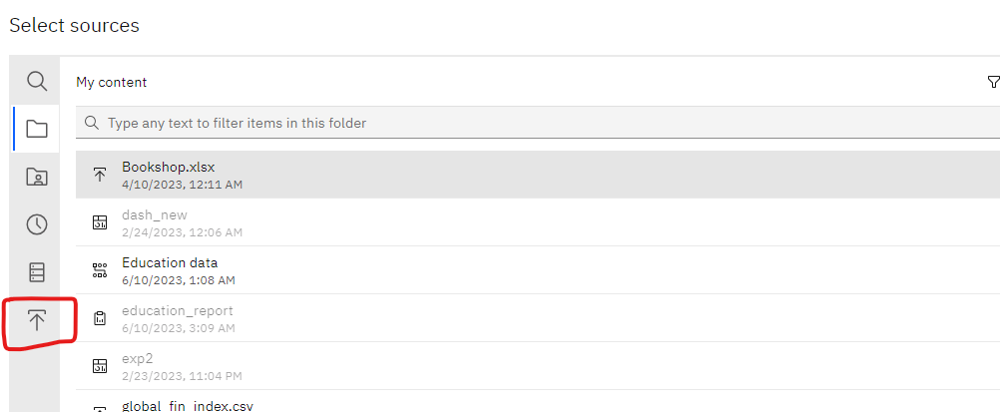 Select sources
My content
Type any text to filter items in this folder
Bookshop.xlsx
4/10/2023, 12:11 AM
dash_new
2/24/2023, 12:06 AM
Education data
6/10/2023, 1:08 AM
education_report
6/10/2023, 3:09 AM
exp2
2/23/2023, 11:04 PM
global_fin_index.csv